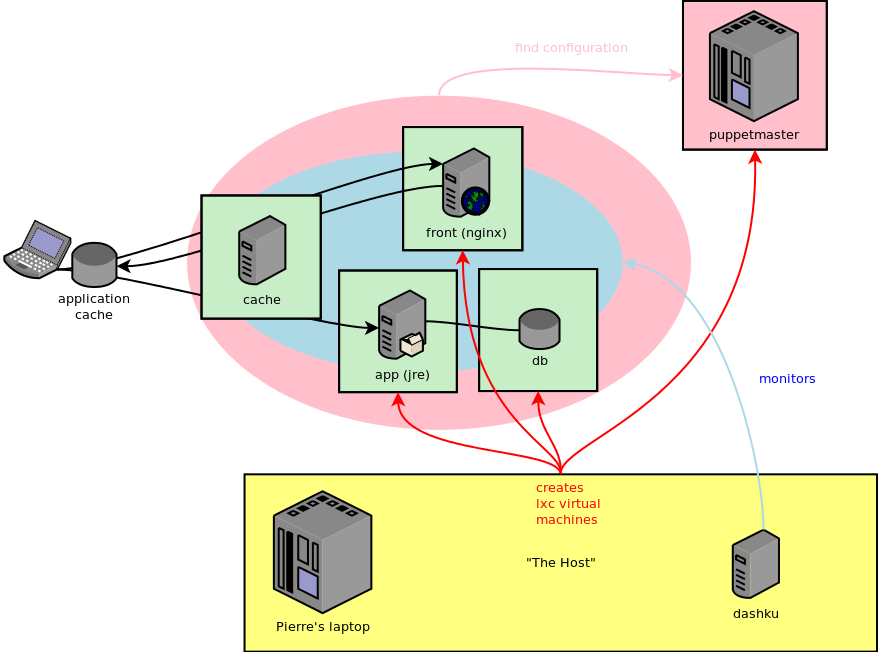 find configuration
puppetmaster
front (nginx)
cache
application
cache
app (jre)
db
monitors
creates
lxc virtual
machines
"The Host"
Pierre's laptop
dashku